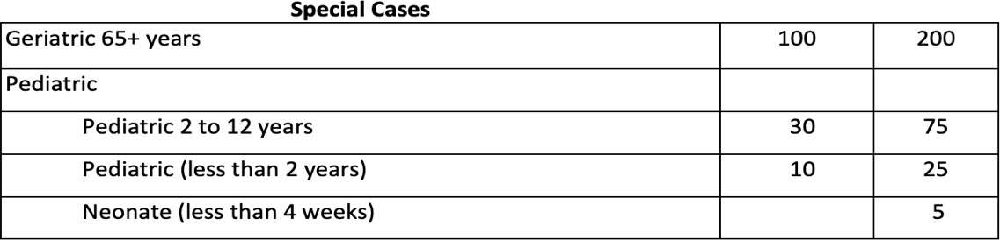 Special Cases
Geriatric 65+ years 100 200
Pediatric
Pediatric 2 to 12 years 30 75
Pediatric (less than 2 years) 10 25
Neonate (less than 4 weeks) 5